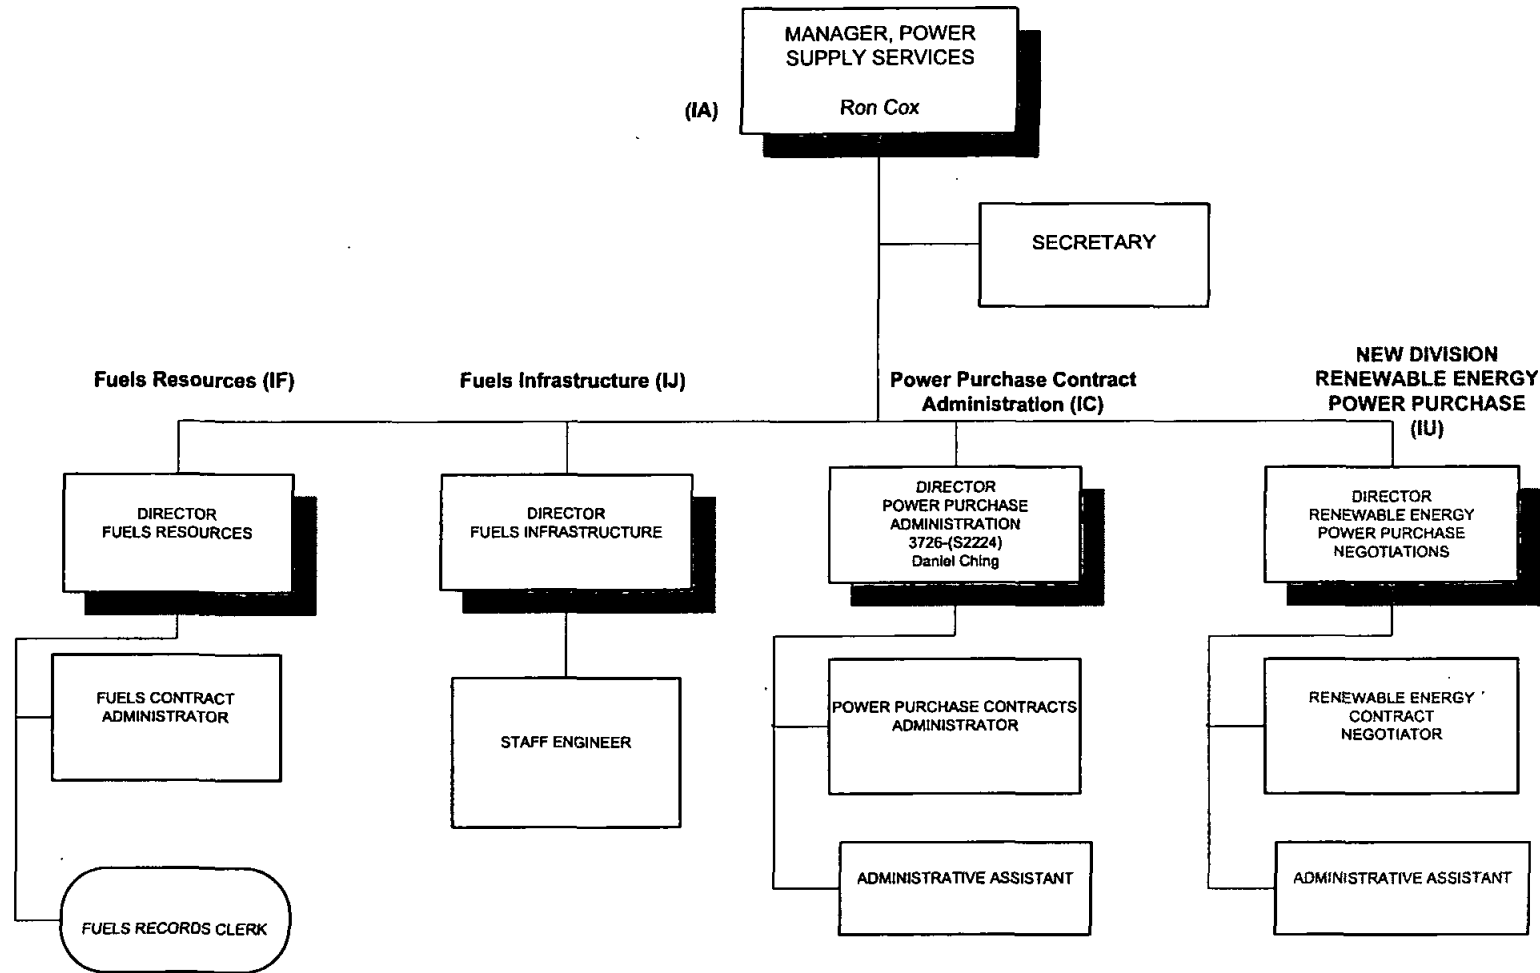 MANAGER, POWER
SUPPLY SERVICES
Ron Cox
(IA)
SECRETARY
Fuels Resources (IF)
Fuels Infrastructure (IJ)
Power Purchase Contract
Administration (IC)
NEW DIVISION
RENEWABLE ENERGY
POWER PURCHASE
(IU)
DIRECTOR
FUELS RESOURCES
DIRECTOR
FUELS INFRASTRUCTURE
DIRECTOR
POWER PURCHASE
ADMINISTRATION
3726-(S2224)
Daniel Ching
DIRECTOR
RENEWABLE ENERGY
POWER PURCHASE
NEGOTIATIONS
FUELS CONTRACT
ADMINISTRATOR
STAFF ENGINEER
POWER PURCHASE CONTRACTS
ADMINISTRATOR
RENEWABLE ENERGY
CONTRACT
NEGOTIATOR
FUELS RECORDS CLERK
ADMINISTRATIVE ASSISTANT
ADMINISTRATIVE ASSISTANT